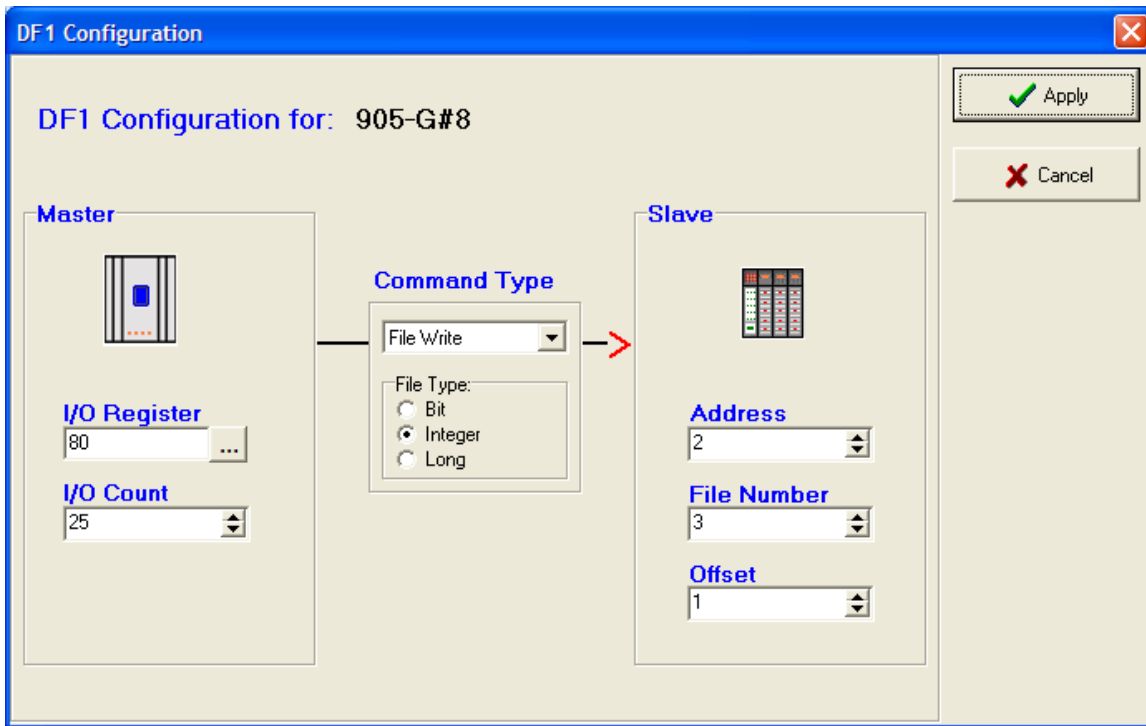 DF1 Configuration
DF1 Configuration for: 905-G#8
Apply
Cancel
Master
I/O Register
80
...
I/O Count
25
Command Type
File Write
File Type:
Bit
Integer
Long
Slave
Address
2
File Number
3
Offset
1